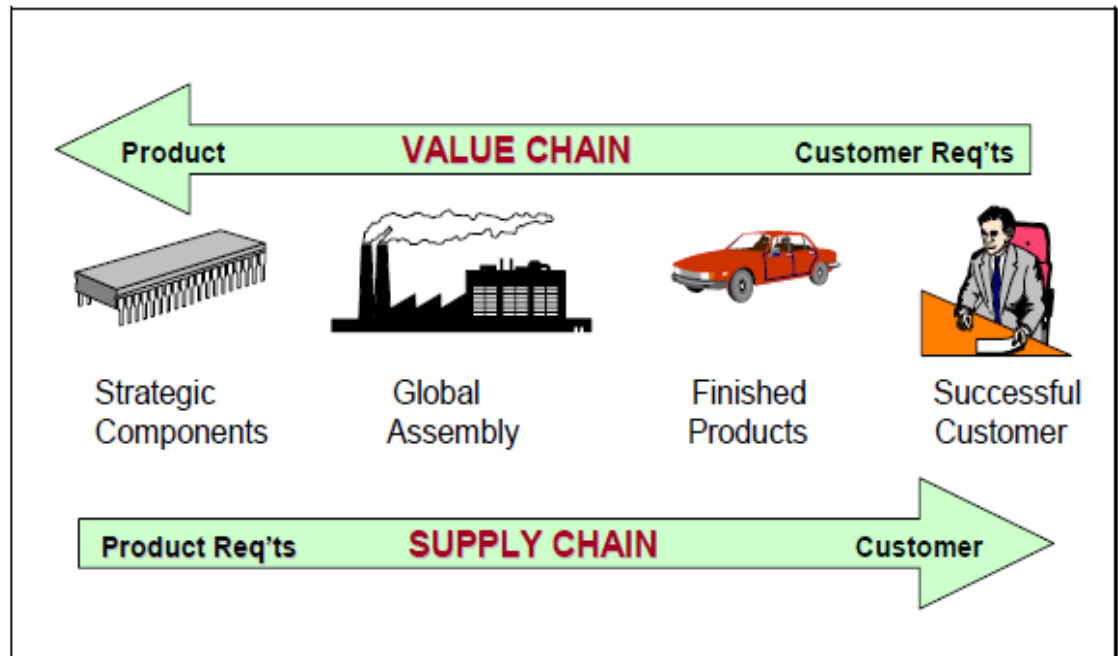 Product VALUE CHAIN Customer Req'ts
Strategic Components
Global Assembly
Finished Products
Successful Customer
Product Req'ts SUPPLY CHAIN Customer